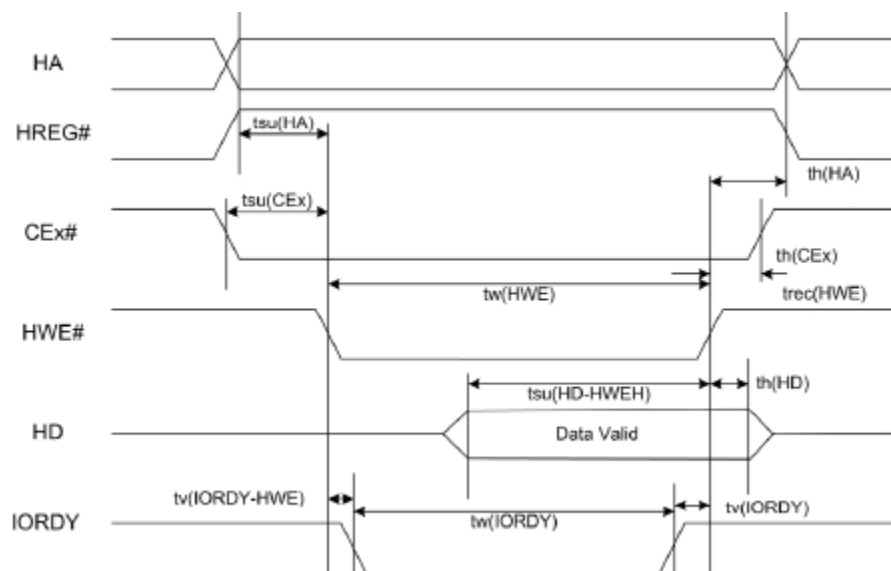 HA
HREG#
tsu(HA)
th(HA)
tsu(CEx)
CEx#
th(CEx)
tw(HWE)
trec(HWE)
HWE#
tsu(HD-HWEH)
th(HD)
HD
Data Valid
tv(IORDY-HWE)
tw(IORDY)
tv(IORDY)
IORDY